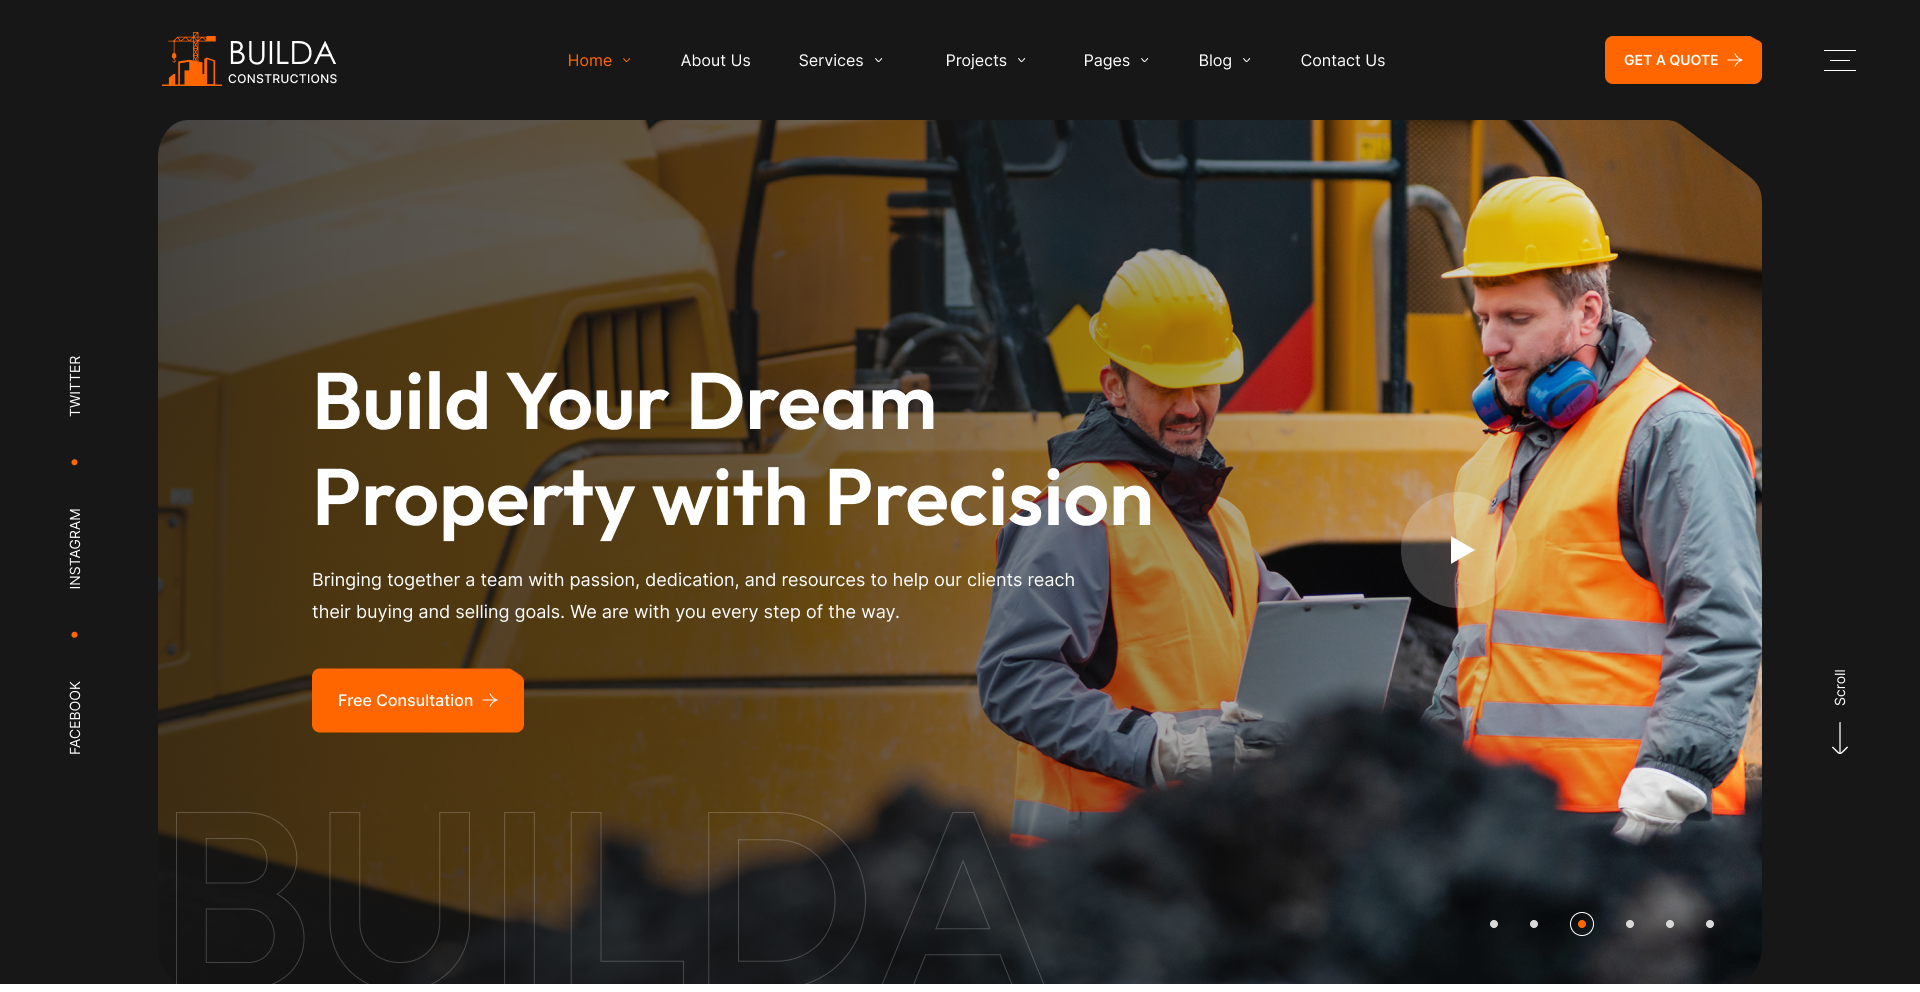 BUILDA
CONSTRUCTIONS
Home
About Us
Services
Projects
Pages
Blog
Contact Us
GET A QUOTE
TWITTER
INSTAGRAM
FACEBOOK
Build Your Dream
Property with Precision
Bringing together a team with passion, dedication, and resources to help our clients reach
their buying and selling goals. We are with you every step of the way.
Free Consultation
Scroll
BUILDA